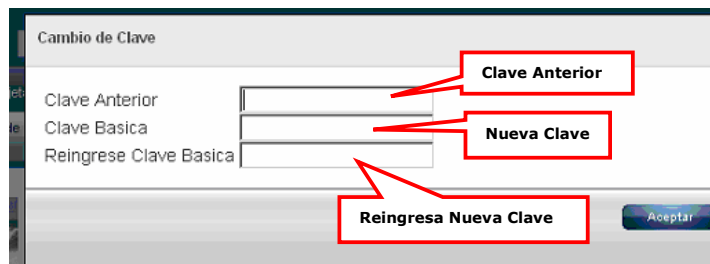 Cambio de Clave
Clave Anterior
Clave Anterior
Clave Basica
Nueva Clave
Reingrese Clave Basica
Reingresa Nueva Clave
Aceptar